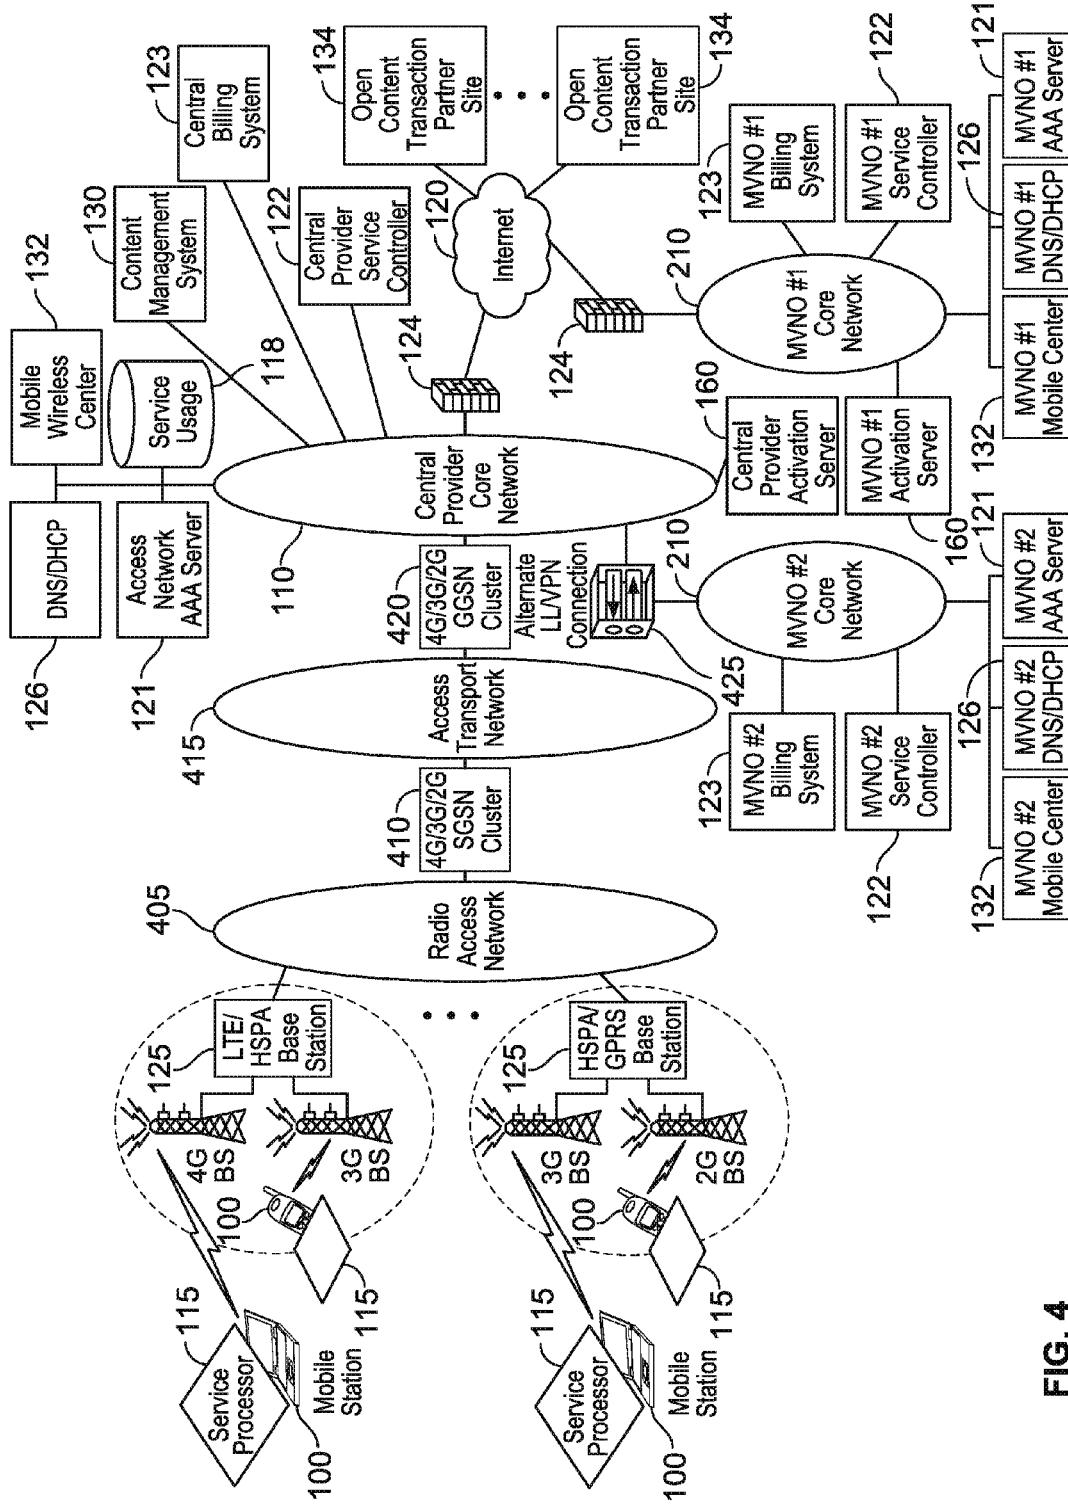 132
Mobile
Wireless
Center
DNS/DHCP
126
Service
Usage
118
Access
Network
AAA Server
121
130
Content
Management
System
123
Central
Billing
System
122
Central
Provider
Service
Controller
134
Open
Content
Transaction
Partner
Site
• • •
Open
Content
Transaction
Partner
Site
134
120
Internet
124
124
Central
Provider
Core
Network
110
420
4G/3G/2G
GGSN
Cluster
Alternate
LL/VPN
Connection
425
Access
Transport
Network
415
410
4G/3G/2G
SGSN
Cluster
405
Radio
Access
Network
125
LTE/
HSPA
Base
Station
4G
BS
3G
BS
100
115
115
Service
Processor
Mobile
Station
100
• • •
125
HSPA/
GPRS
Base
Station
3G
BS
2G
BS
100
115
115
Service
Processor
Mobile
Station
100
160
Central
Provider
Activation
Server
210
MVNO #1
Core
Network
123
MVNO #1
Billing
System
122
MVNO #1
Service
Controller
MVNO #1
Activation
Server
160
121
MVNO #1
AAA Server
126
MVNO #1
DNS/DHCP
MVNO #1
Mobile Center
132
210
MVNO #2
Core
Network
123
MVNO #2
Billing
System
MVNO #2
Service
Controller
122
121
MVNO #2
AAA Server
126
MVNO #2
DNS/DHCP
MVNO #2
Mobile Center
132
FIG. 4